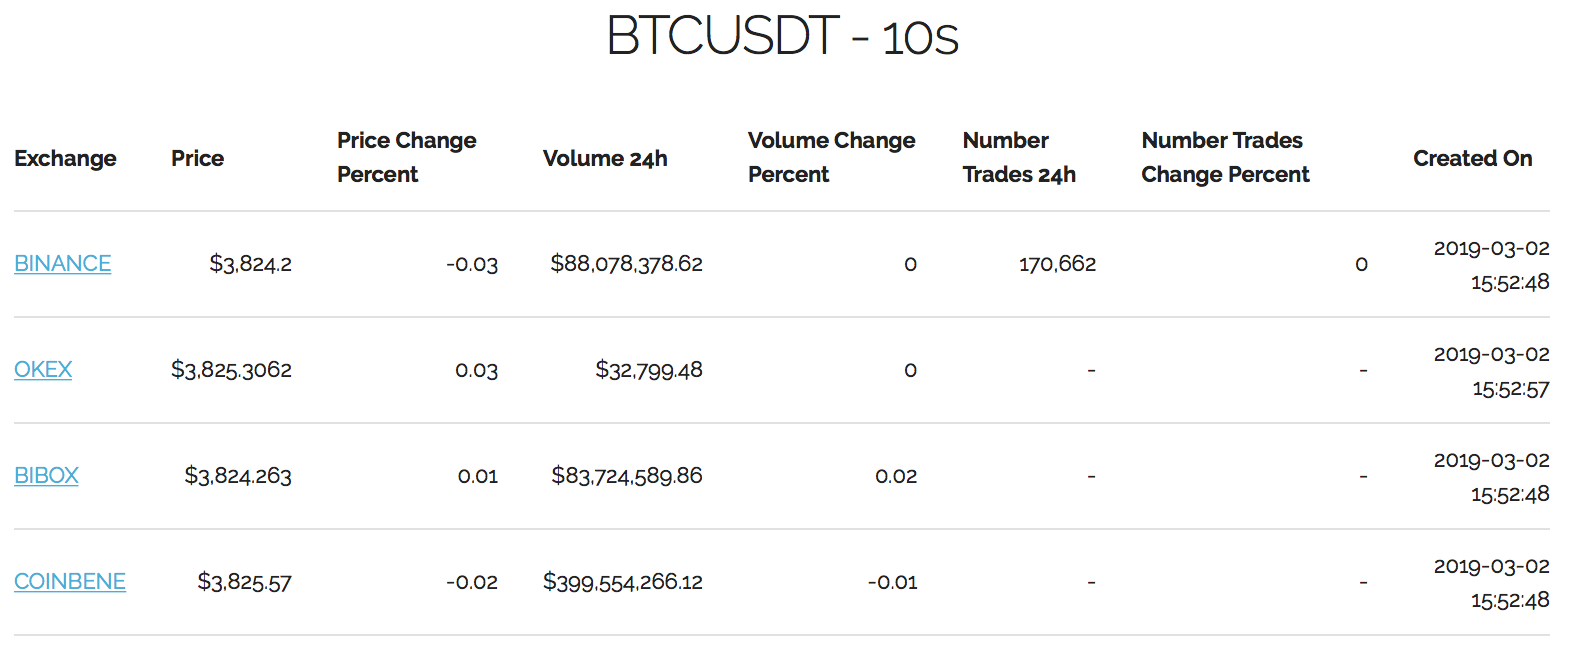 BTCUSDT - 10s
Exchange Price Price Change Percent Volume 24h Volume Change Percent Number Trades 24h Number Trades Change Percent Created On
BINANCE $3,824.2 -0.03 $88,078,378.62 0 170,662 0 2019-03-02 15:52:48
OKEX $3,825.3062 0.03 $32,799.48 0 - - 2019-03-02 15:52:57
BIBOX $3,824.263 0.01 $83,724,589.86 0.02 - - 2019-03-02 15:52:48
COINBENE $3,825.57 -0.02 $399,554,266.12 -0.01 - - 2019-03-02 15:52:48